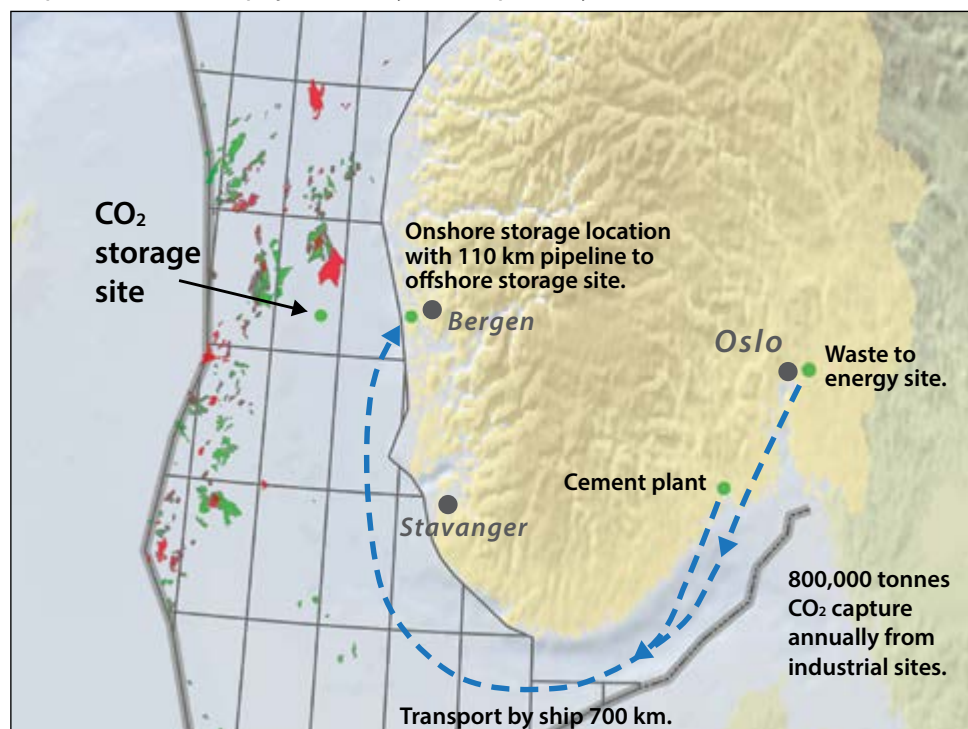 CO₂
storage
site
Onshore storage location
with 110 km pipeline to
offshore storage site.
Bergen
Oslo
Waste to
energy site.
Cement plant
Stavanger
800,000 tonnes
CO₂ capture
annually from
industrial sites.
Transport by ship 700 km.